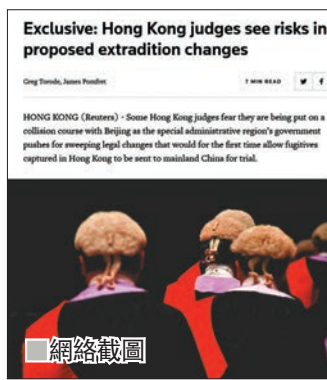 Exclusive: Hong Kong judges see risks in
proposed extradition changes
Greg Torode, James Pomfret
7 MIN READ
HONG KONG (Reuters) - Some Hong Kong judges fear they are being put on a
collision course with Beijing as the special administrative region's government
pushes for sweeping legal changes that would for the first time allow fugitives
captured in Hong Kong to be sent to mainland China for trial.
網絡截圖